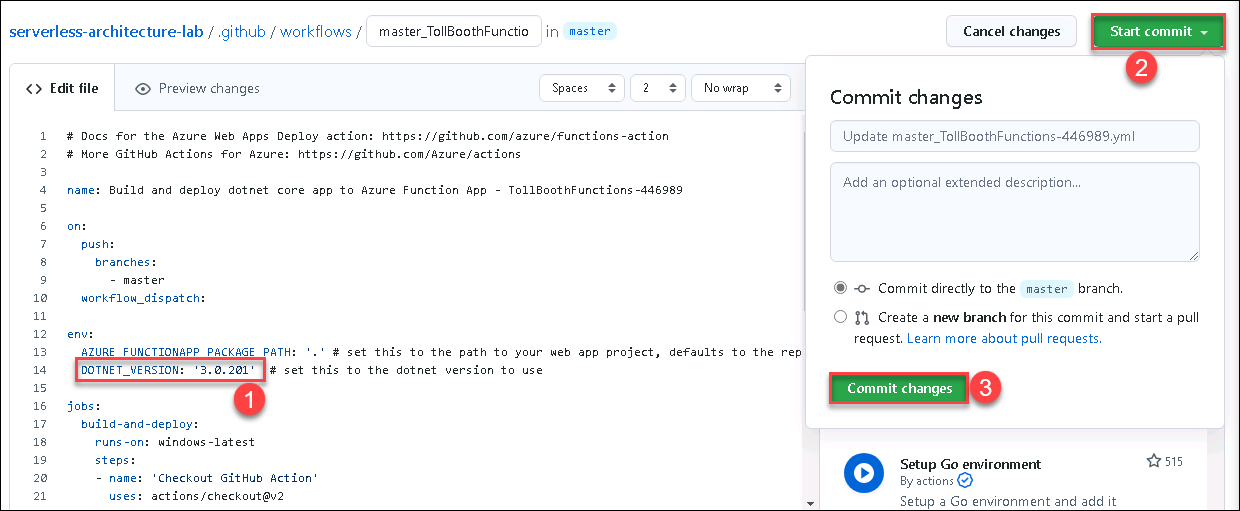 serverless-architecture-lab / .github / workflows / master_TollBoothFunctio in master
Cancel changes
Start commit
2
Edit file
Preview changes
Spaces
2
No wrap
1 # Docs for the Azure Web Apps Deploy action: https://github.com/azure/functions-action
2 # More GitHub Actions for Azure: https://github.com/Azure/actions
3
4 name: Build and deploy dotnet core app to Azure Function App - TollBoothFunctions-446989
5
6 on:
7 push:
8 branches:
9 - master
10 workflow_dispatch:
11
12 env:
13 AZURE_FUNCTIONAPP_PACKAGE_PATH: '.' # set this to the path to your web app project, defaults to the rep
14 DOTNET_VERSION: '3.0.201' # set this to the dotnet version to use
1
15
16 jobs:
17 build-and-deploy:
18 runs-on: windows-latest
19 steps:
20 - name: 'Checkout GitHub Action'
21 uses: actions/checkout@v2
Commit changes
Update master_TollBoothFunctions-446989.yml
Add an optional extended description...
Commit directly to the master branch.
Create a new branch for this commit and start a pull
request. Learn more about pull requests.
Commit changes
3
Setup Go environment
515
By actions
Setup a Go environment and add it